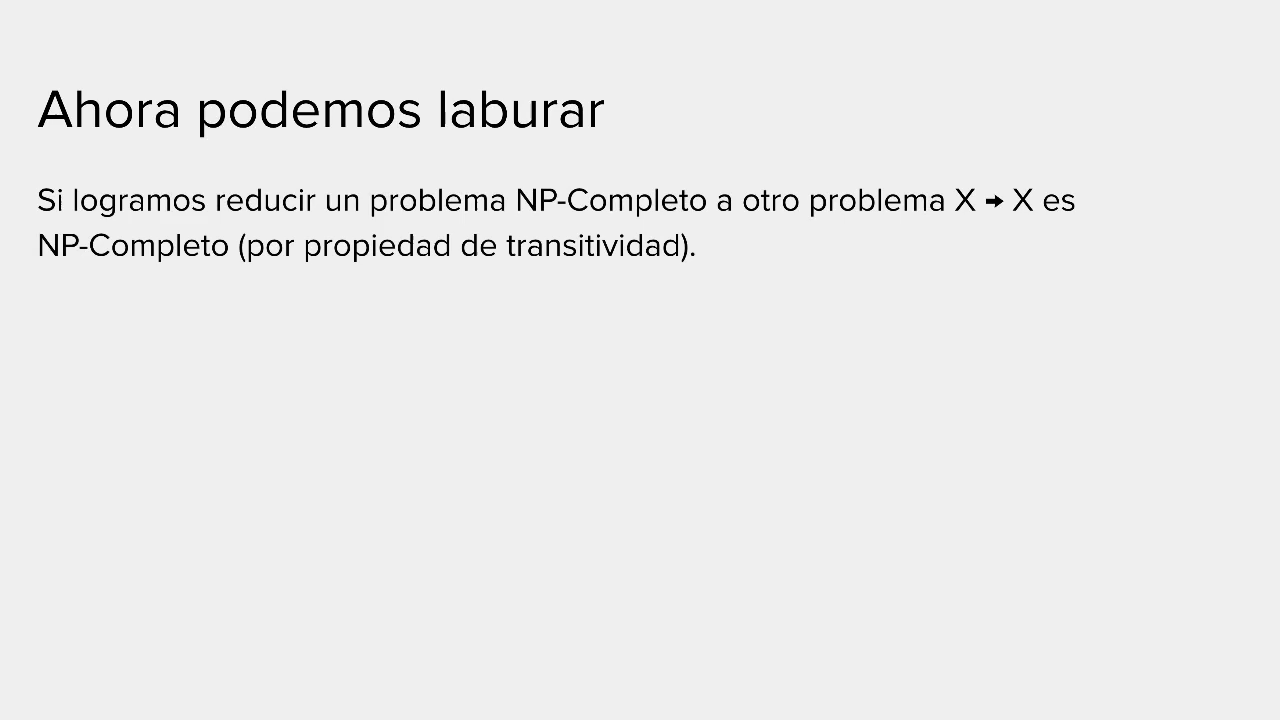 Ahora podemos laburar
Si logramos reducir un problema NP-Completo a otro problema X → X es
NP-Completo (por propiedad de transitividad).